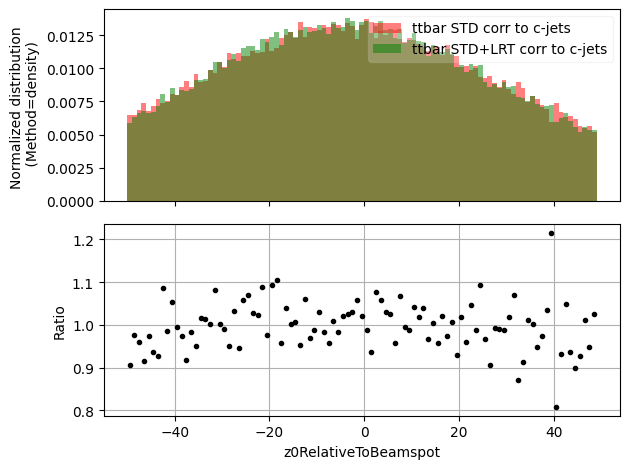 Normalized distribution
(Method=density)
0.0125
0.0100
0.0075
0.0050
0.0025
0.0000
ttbar STD corr to c-jets
ttbar STD+LRT corr to c-jets
Ratio
1.2
1.1
1.0
0.9
0.8
−40
−20
0
20
40
z0RelativeToBeamspot